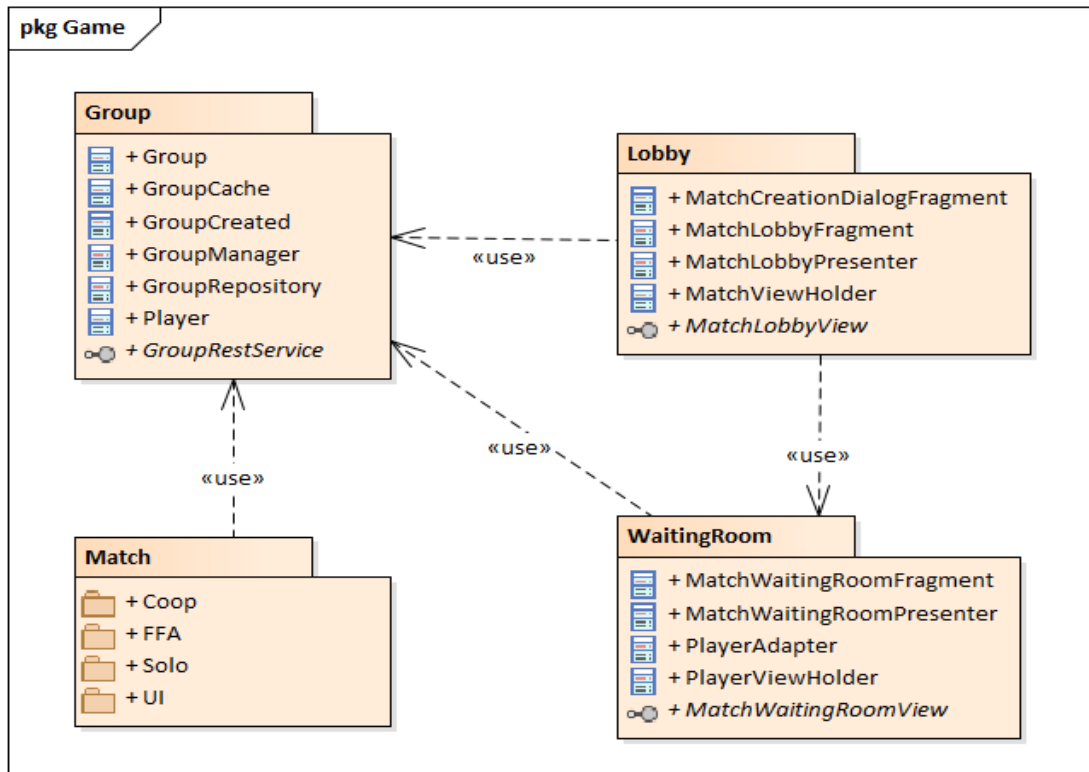 pkg Game
Group
+ Group
+ GroupCache
+ GroupCreated
+ GroupManager
+ GroupRepository
+ Player
+ GroupRestService
Lobby
+ MatchCreationDialogFragment
+ MatchLobbyFragment
+ MatchLobbyPresenter
+ MatchViewHolder
+ MatchLobbyView
«use»
«use»
«use»
«use»
Match
+ Coop
+ FFA
+ Solo
+ UI
WaitingRoom
+ MatchWaitingRoomFragment
+ MatchWaitingRoomPresenter
+ PlayerAdapter
+ PlayerViewHolder
+ MatchWaitingRoomView